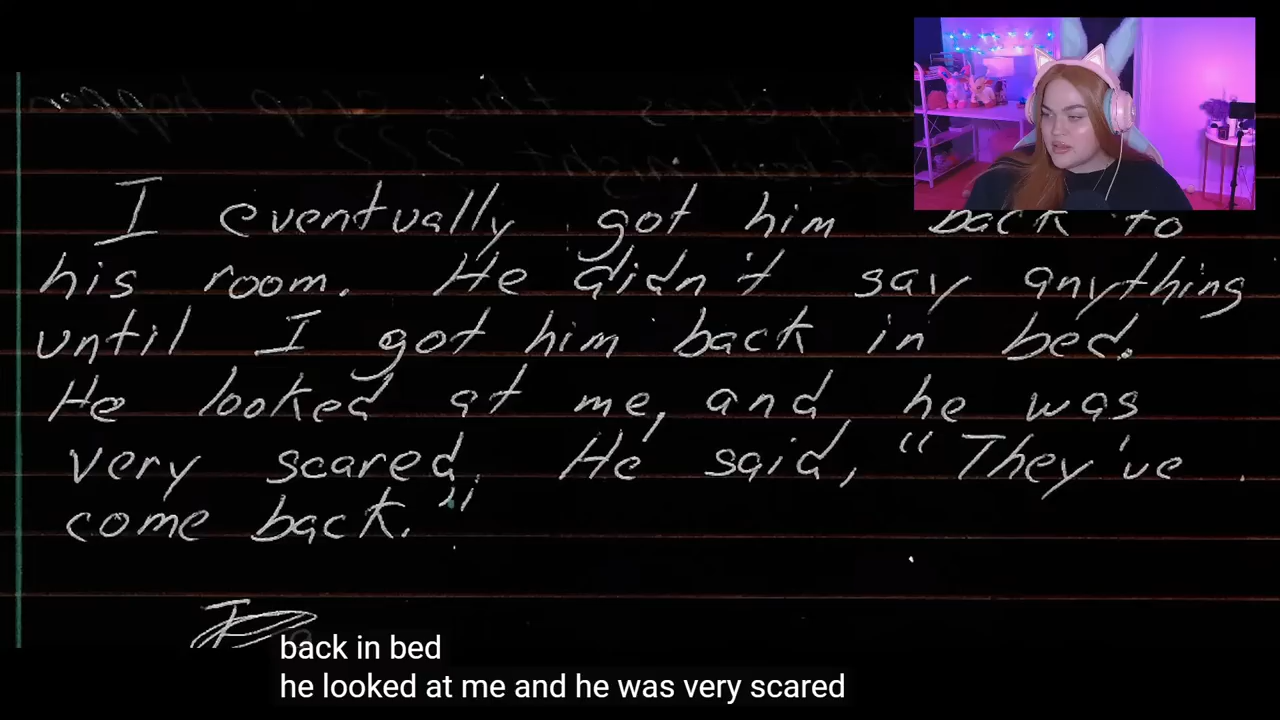 I eventually got him back to
his room. He didn't say anything
until I got him back in bed.
He looked at me, and he was
very scared. He said, "They've
come back."
back in bed
he looked at me and he was very scared